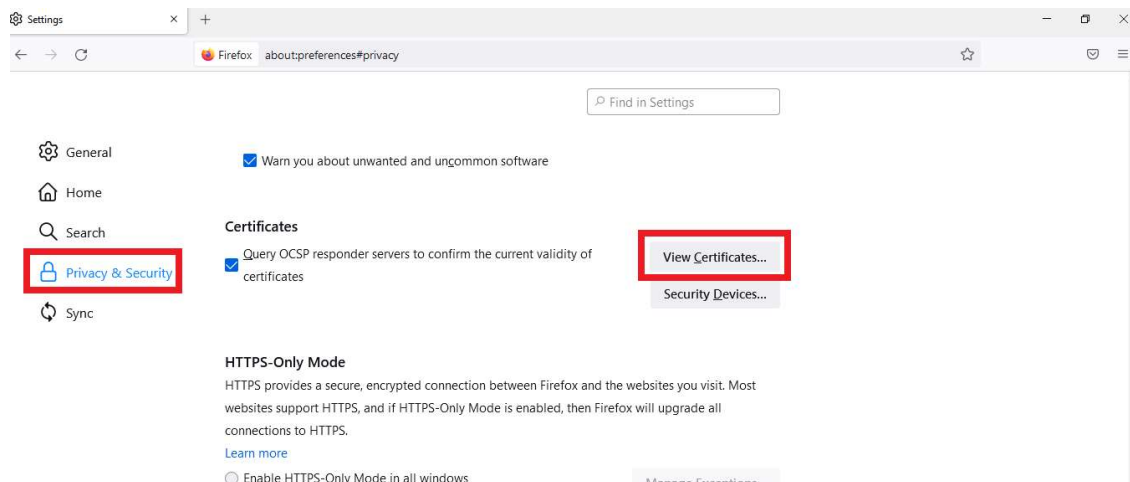 Settings
Firefox about:preferences#privacy
Find in Settings
General
Home
Search
Privacy & Security
Sync
Warn you about unwanted and uncommon software
Certificates
Query OCSP responder servers to confirm the current validity of
certificates
View Certificates...
Security Devices...
HTTPS-Only Mode
HTTPS provides a secure, encrypted connection between Firefox and the websites you visit. Most
websites support HTTPS, and if HTTPS-Only Mode is enabled, then Firefox will upgrade all
connections to HTTPS.
Learn more
Enable HTTPS-Only Mode in all windows
Manage Exceptions...